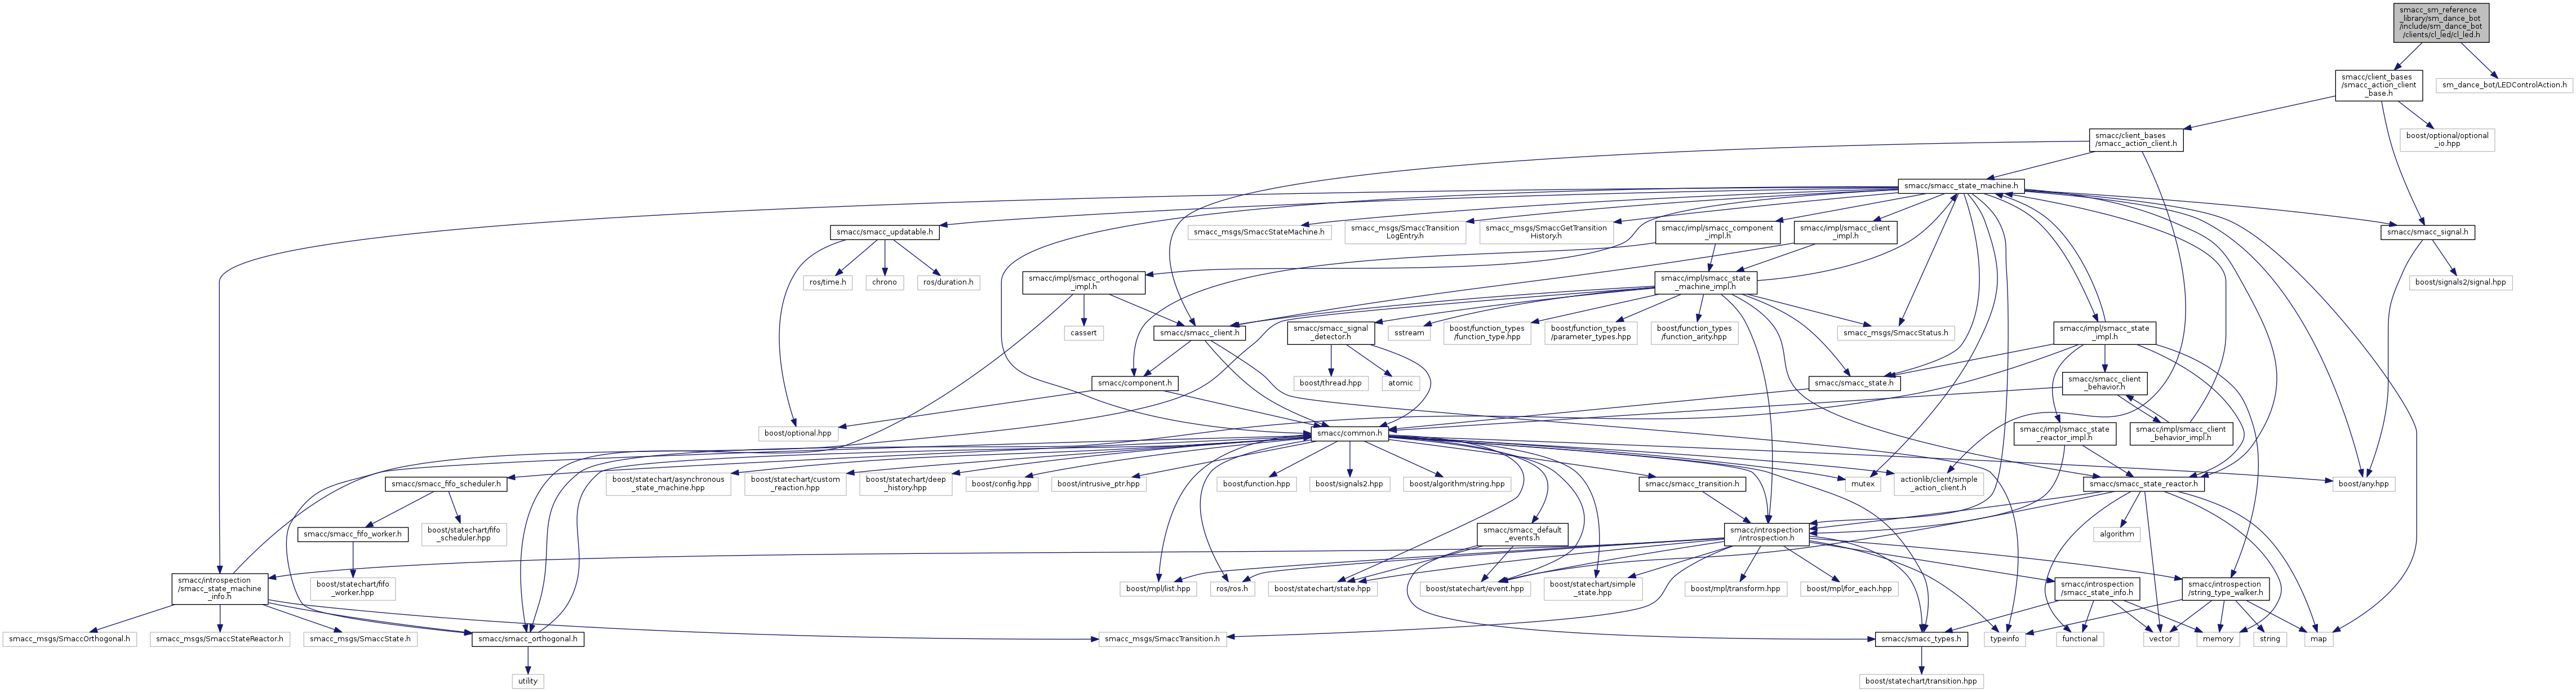 smacc_sm_reference
_library/sm_dance_bot
/include/sm_dance_bot
/clients/cl_led/cl_led.h
smacc/client_bases
/smacc_action_client
_base.h
sm_dance_bot/LEDControlAction.h
smacc/client_bases
/smacc_action_client.h
boost/optional/optional
_io.hpp
smacc/smacc_state_machine.h
smacc/smacc_updatable.h
smacc_msgs/SmaccStateMachine.h
smacc_msgs/SmaccTransition
LogEntry.h
smacc_msgs/SmaccGetTransition
History.h
smacc/impl/smacc_component
_impl.h
smacc/impl/smacc_client
_impl.h
smacc/smacc_signal.h
ros/time.h
chrono
ros/duration.h
smacc/impl/smacc_orthogonal
_impl.h
smacc/impl/smacc_state
_machine_impl.h
boost/signals2/signal.hpp
cassert
smacc/smacc_client.h
smacc/smacc_signal
_detector.h
sstream
boost/function_types
/function_type.hpp
boost/function_types
/parameter_types.hpp
boost/function_types
/function_arity.hpp
smacc_msgs/SmaccStatus.h
smacc/impl/smacc_state
_impl.h
smacc/component.h
boost/thread.hpp
atomic
smacc/smacc_state.h
smacc/smacc_client
_behavior.h
boost/optional.hpp
smacc/common.h
smacc/impl/smacc_state
_reactor_impl.h
smacc/impl/smacc_client
_behavior_impl.h
smacc/smacc_fifo_scheduler.h
boost/statechart/asynchronous
_state_machine.hpp
boost/statechart/custom
_reaction.hpp
boost/statechart/deep
_history.hpp
boost/config.hpp
boost/intrusive_ptr.hpp
boost/function.hpp
boost/signals2.hpp
boost/algorithm/string.hpp
smacc/smacc_transition.h
mutex
actionlib/client/simple
_action_client.h
smacc/smacc_state_reactor.h
boost/any.hpp
smacc/smacc_fifo_worker.h
boost/statechart/fifo
_scheduler.hpp
smacc/smacc_default
_events.h
smacc/introspection
/introspection.h
algorithm
smacc/introspection
/smacc_state_machine
_info.h
boost/statechart/fifo
_worker.hpp
boost/mpl/list.hpp
ros/ros.h
boost/statechart/state.hpp
boost/statechart/event.hpp
boost/statechart/simple
_state.hpp
boost/mpl/transform.hpp
boost/mpl/for_each.hpp
smacc/introspection
/smacc_state_info.h
smacc/introspection
/string_type_walker.h
smacc_msgs/SmaccOrthogonal.h
smacc_msgs/SmaccStateReactor.h
smacc_msgs/SmaccState.h
smacc/smacc_orthogonal.h
smacc_msgs/SmaccTransition.h
smacc/smacc_types.h
typeinfo
functional
vector
memory
string
map
utility
boost/statechart/transition.hpp